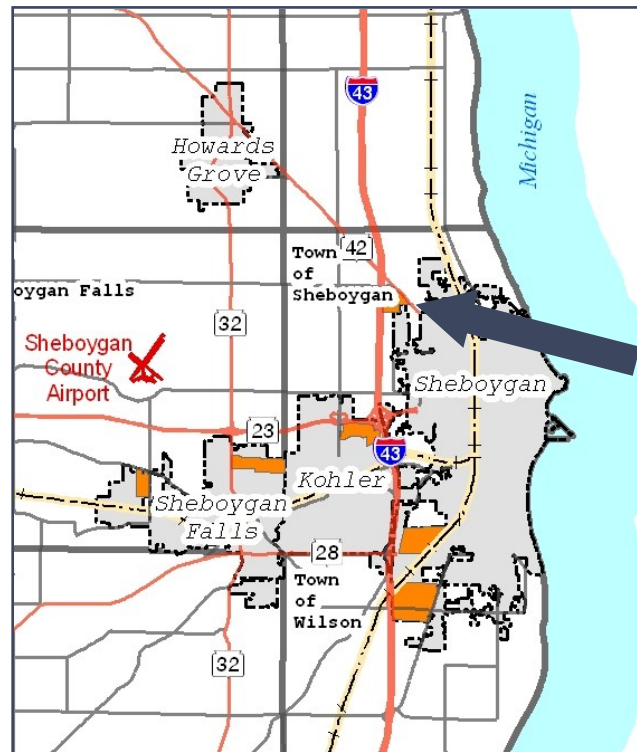 43
Michigan
Howards
Grove
42
Town
of
Sheboygan
oygan Falls
32
Sheboygan
County
Airport
Sheboygan
23
43
Kohler
Sheboygan
Falls
28
Town
of
Wilson
32